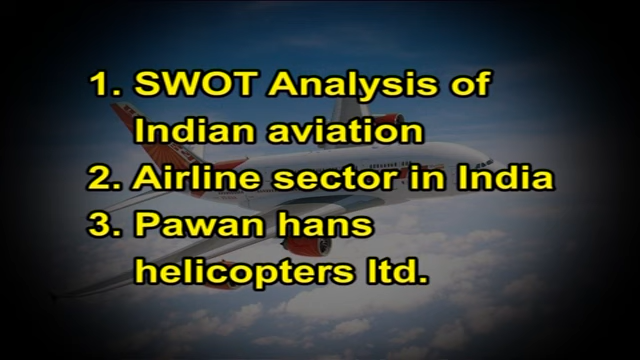 1. SWOT Analysis of
Indian aviation
2. Airline sector in India
3. Pawan hans
helicopters ltd.